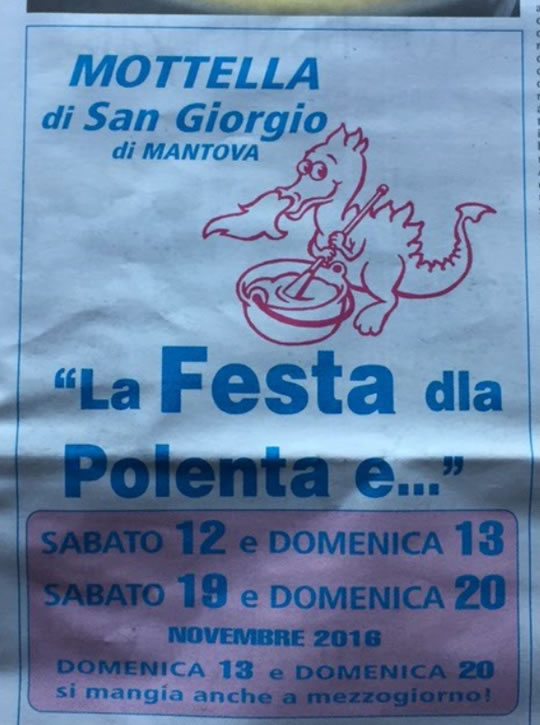 MOTTELLA
di San Giorgio
di MANTOVA
“La Festa dla
Polenta e...”
SABATO 12 e DOMENICA 13
SABATO 19 e DOMENICA 20
NOVEMBRE 2016
DOMENICA 13 e DOMENICA 20
si mangia anche a mezzogiorno!